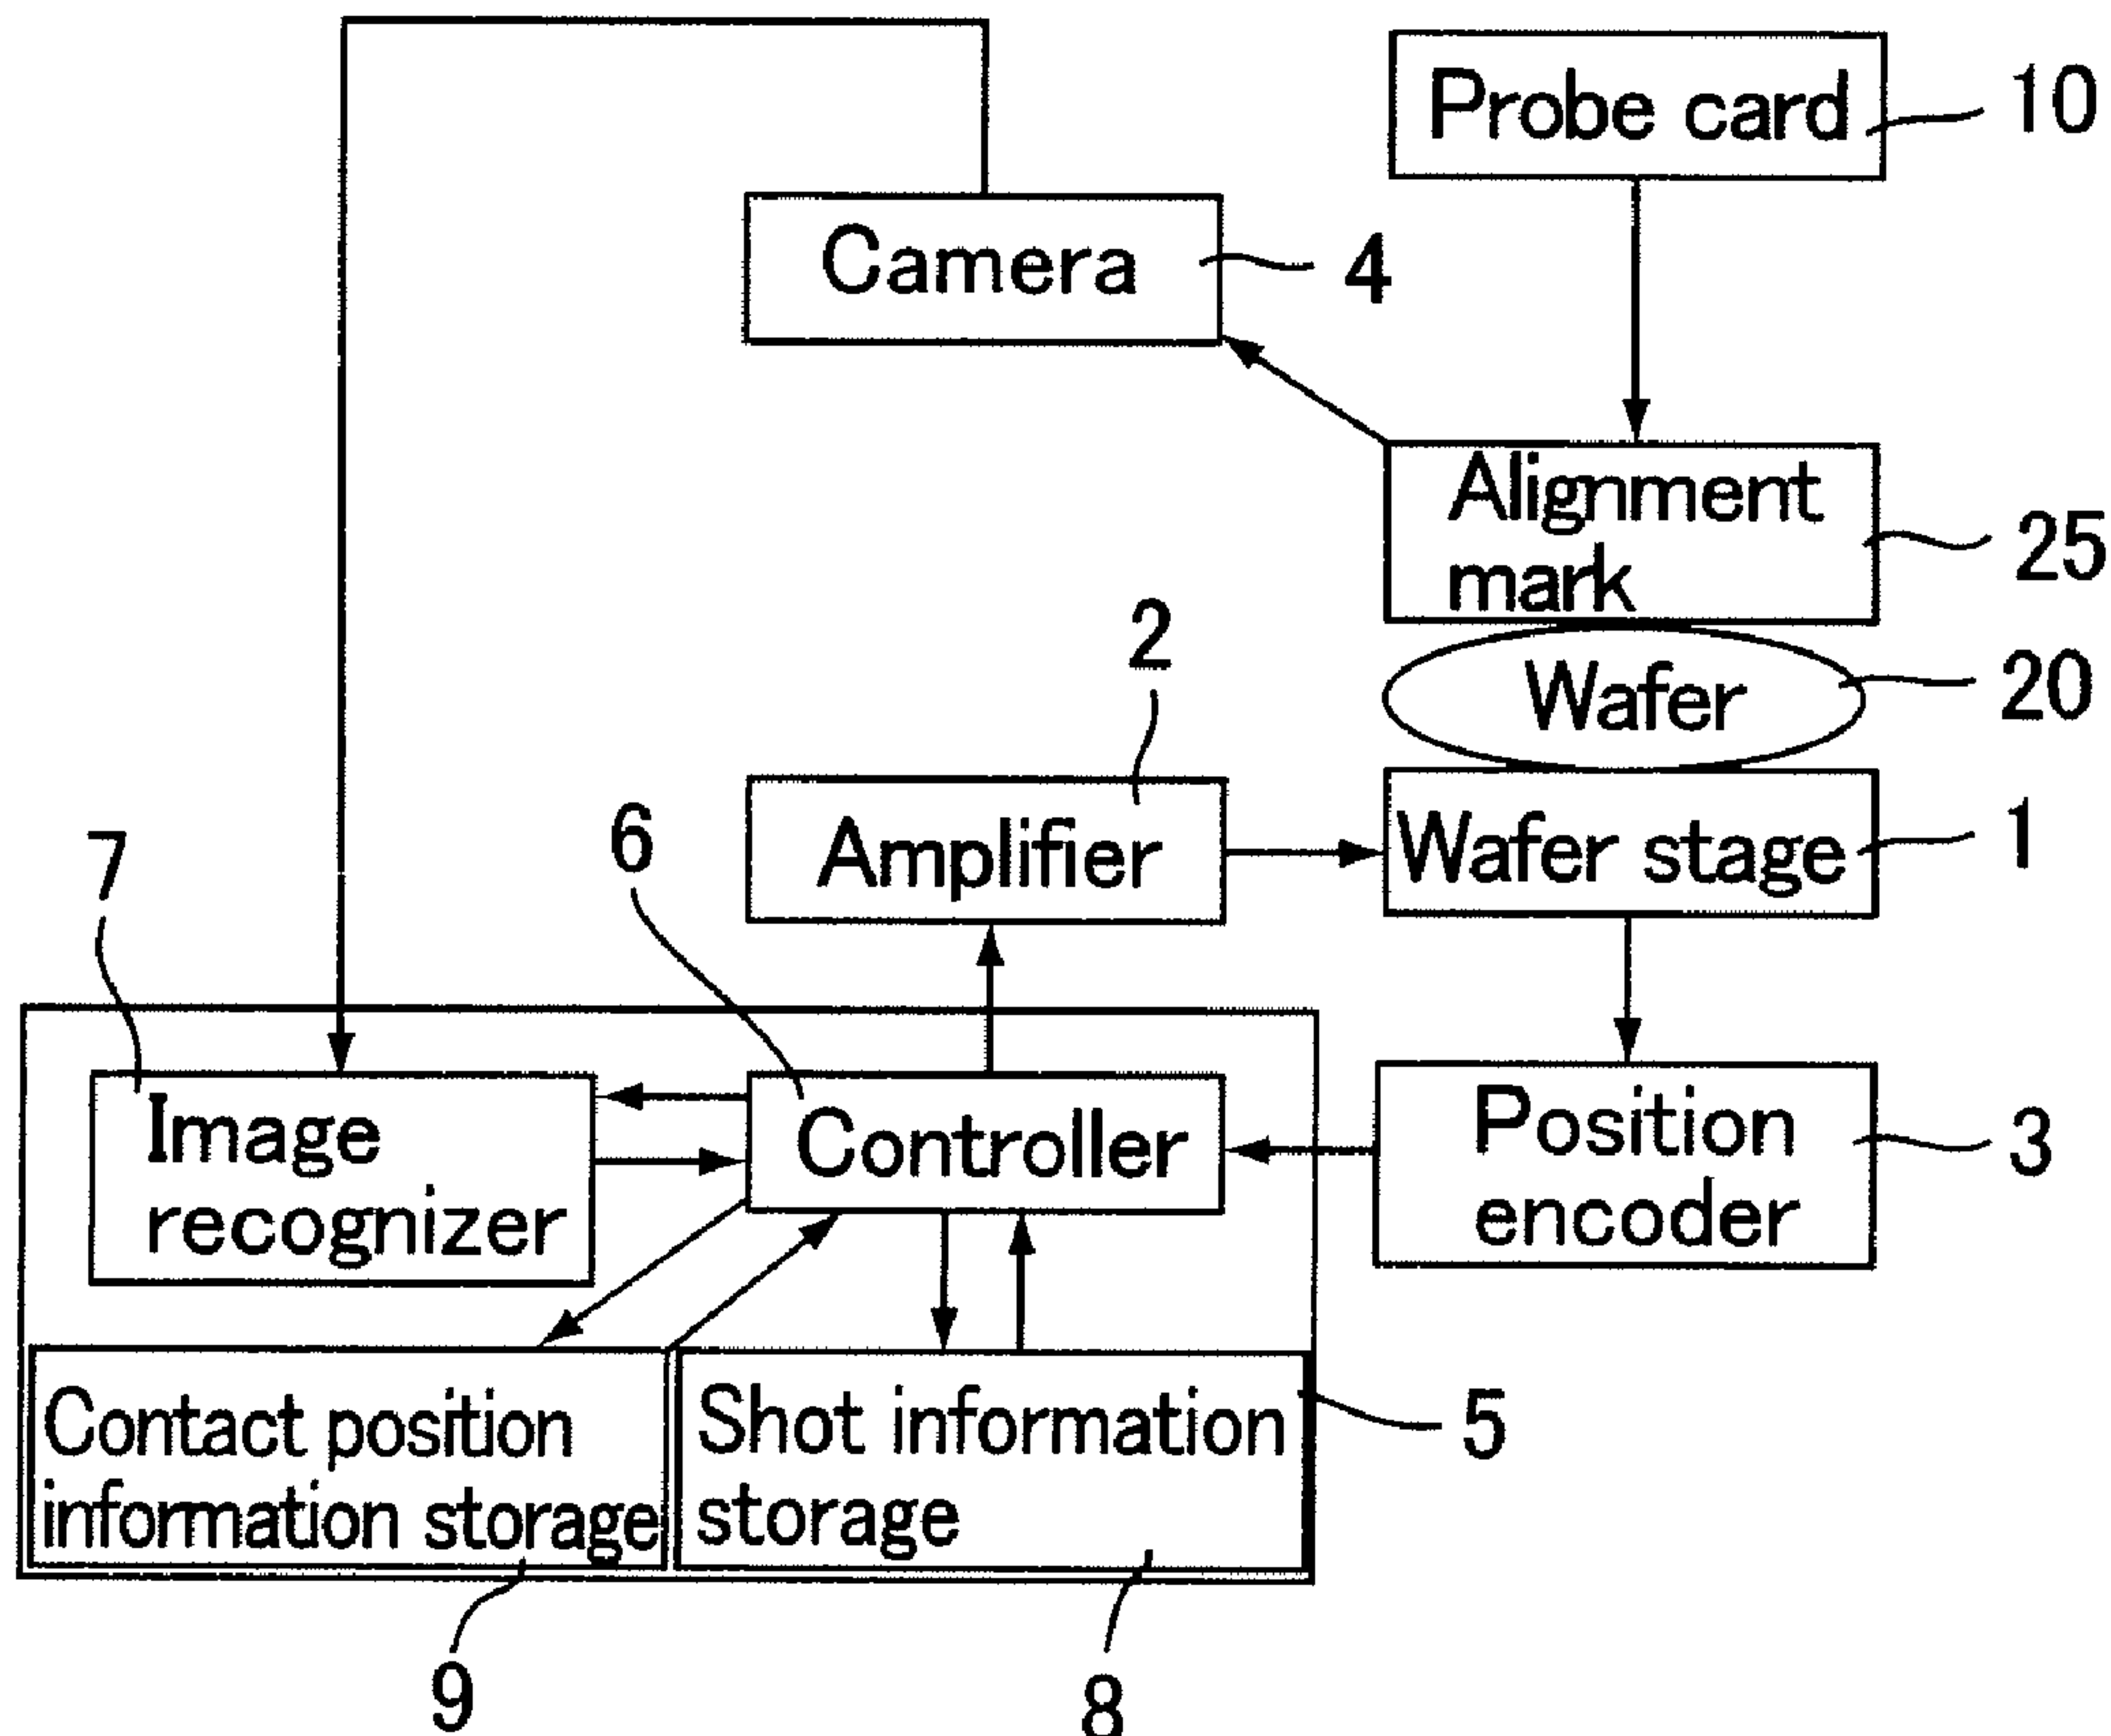 Probe card
10
Camera
4
Alignment
mark
25
Wafer
20
2
Amplifier
Wafer stage
1
6
7
Image
recognizer
Controller
Position
encoder
3
Contact position
information storage
Shot information
storage
5
9
8